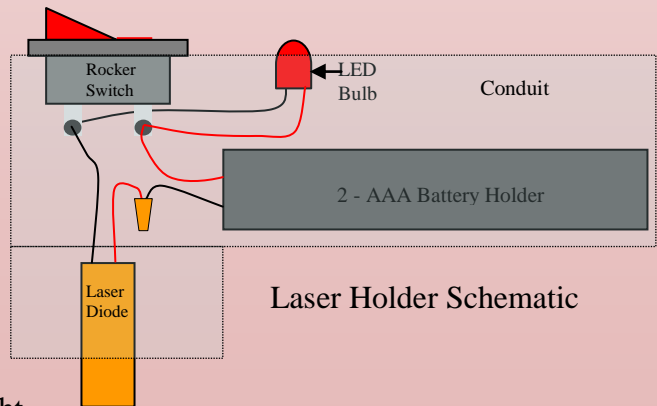 Rocker
Switch
LED
Bulb
Conduit
2 - AAA Battery Holder
Laser
Diode
Laser Holder Schematic